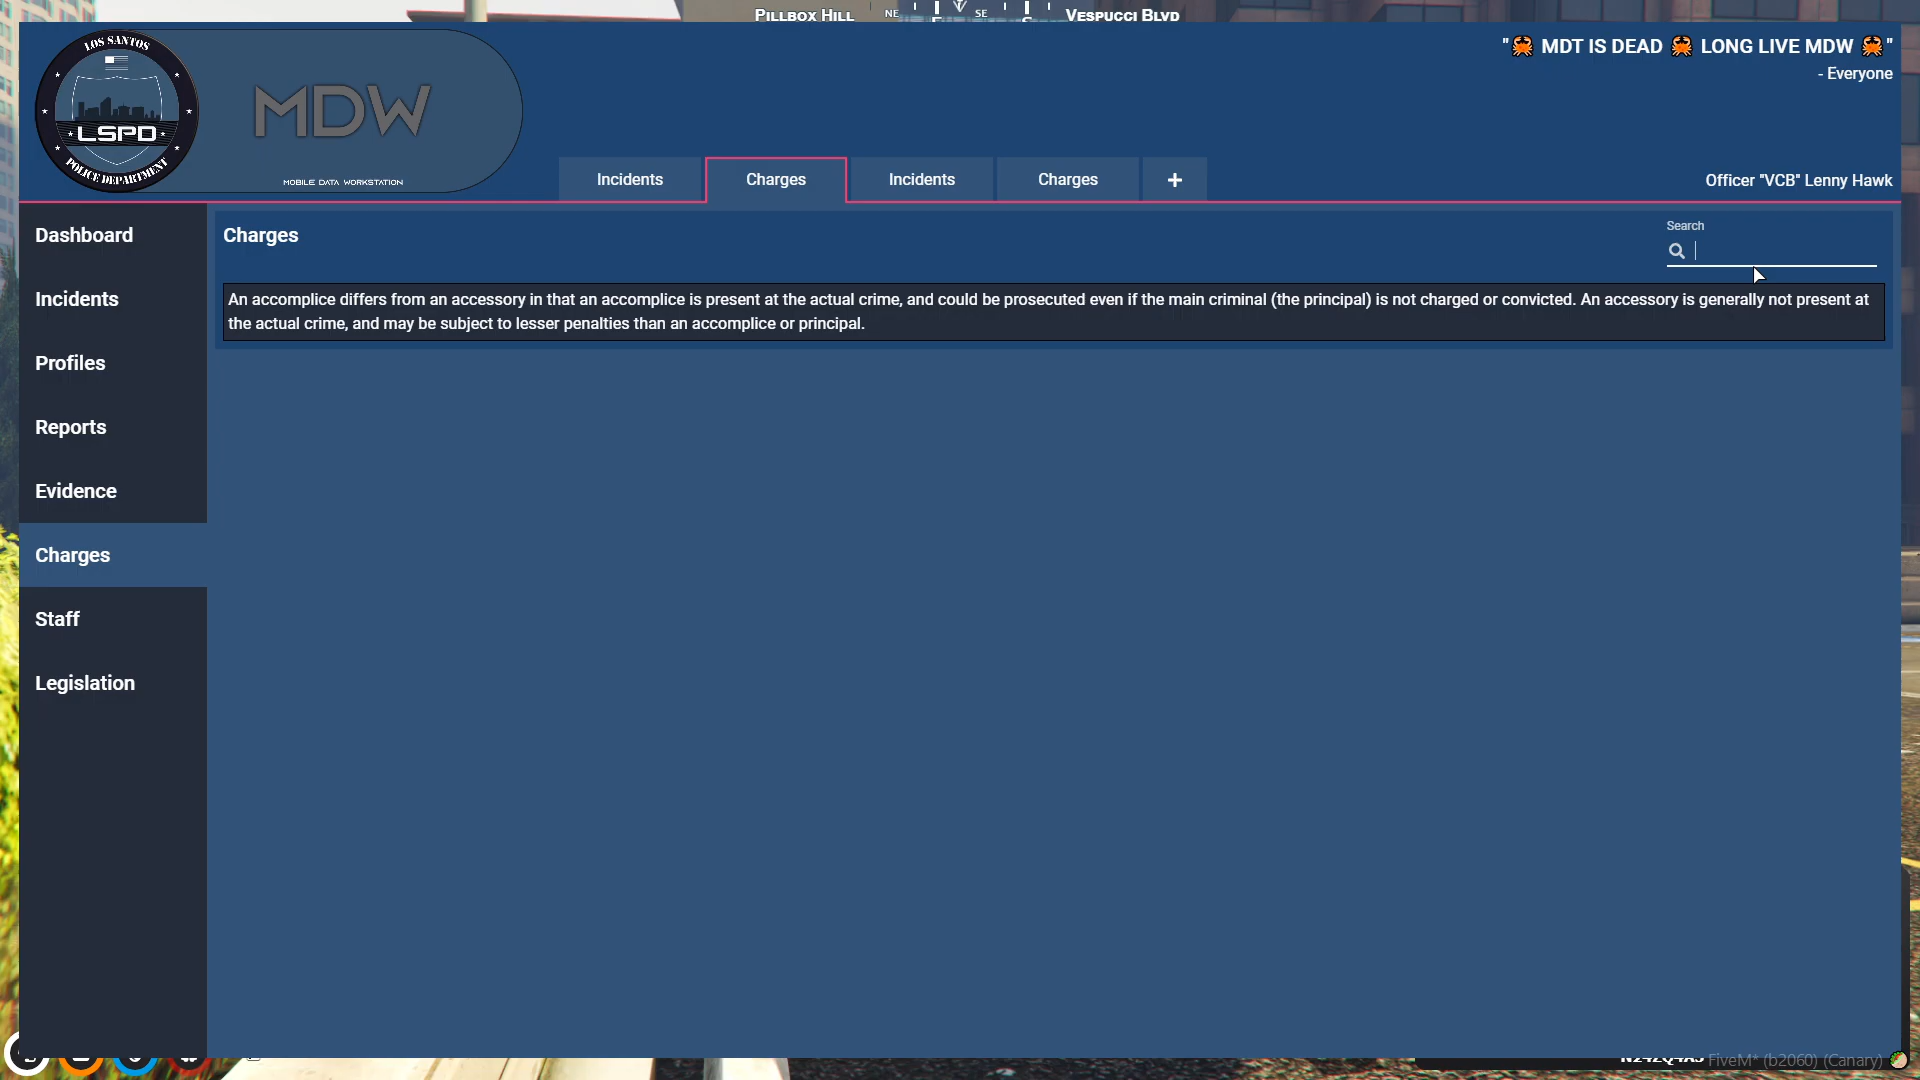 PILLBOX HILL
NE
SE
VESPUCCI BLVD
LOS SANTOS
LSPD
POLICE DEPARTMENT
MDW
MOBILE DATA WORKSTATION
"🦀 MDT IS DEAD 🦀 LONG LIVE MDW 🦀"
- Everyone
Incidents
Charges
Incidents
Charges
+
Officer "VCB" Lenny Hawk
Dashboard
Incidents
Profiles
Reports
Evidence
Charges
Staff
Legislation
Charges
Search
An accomplice differs from an accessory in that an accomplice is present at the actual crime, and could be prosecuted even if the main criminal (the principal) is not charged or convicted. An accessory is generally not present at
the actual crime, and may be subject to lesser penalties than an accomplice or principal.
FiveM* (b2060) (Canary)